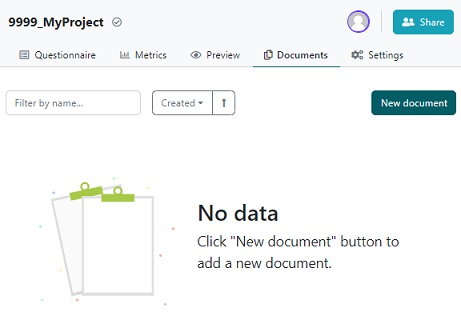 9999_MyProject
Share
Questionnaire Metrics Preview Documents Settings
Filter by name... Created New document
No data
Click "New document" button to
add a new document.